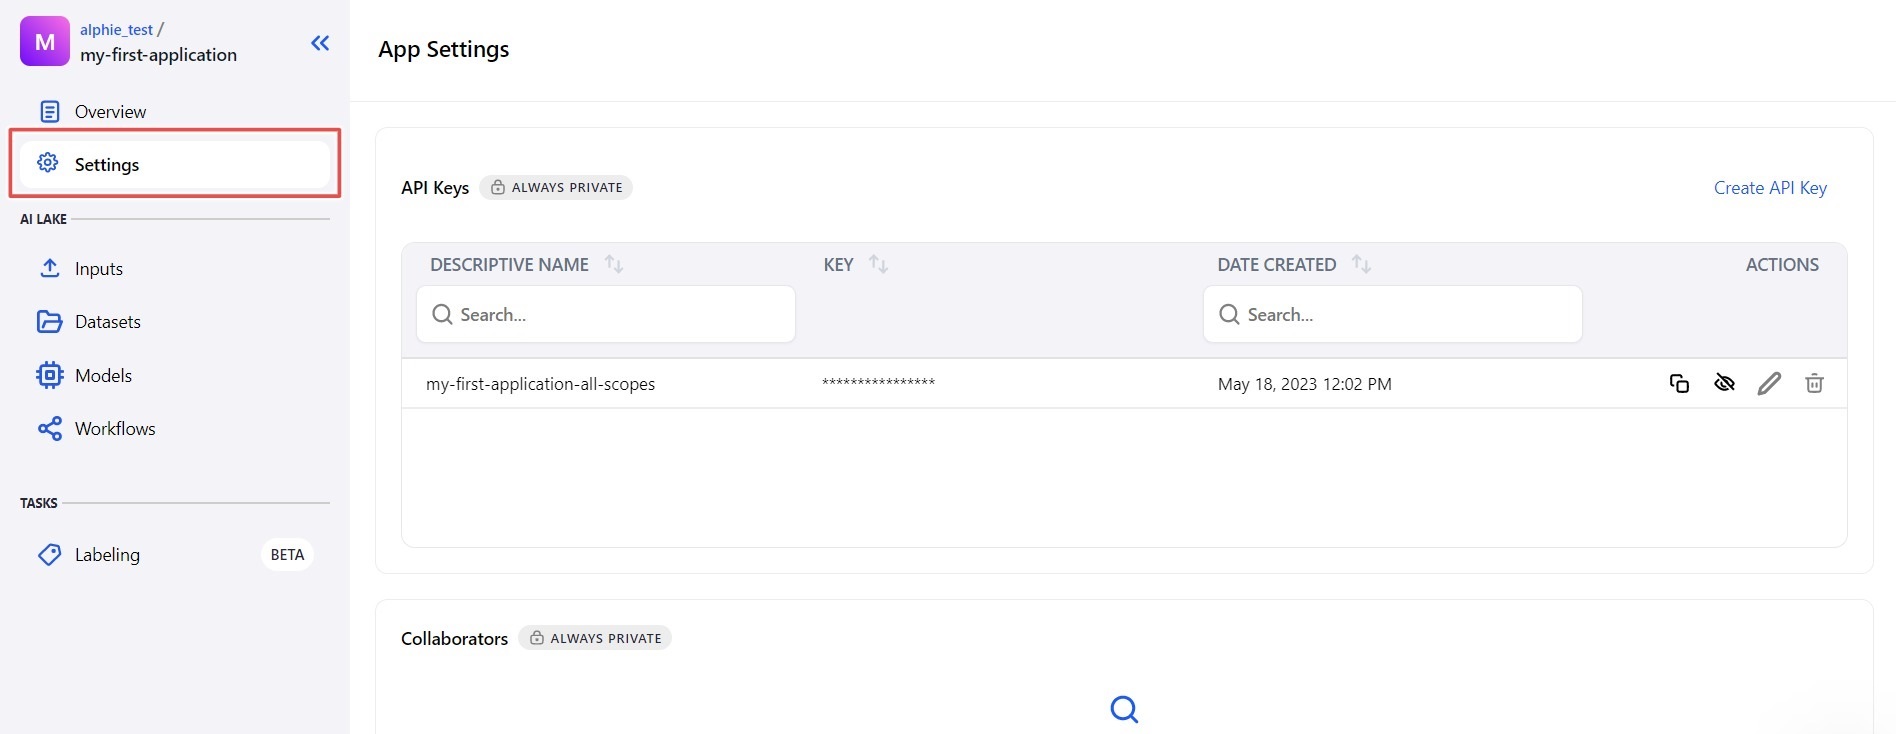 M
alphie_test /
my-first-application
Overview
Settings
AI LAKE
Inputs
Datasets
Models
Workflows
TASKS
Labeling
BETA
App Settings
API Keys
ALWAYS PRIVATE
Create API Key
DESCRIPTIVE NAME
KEY
DATE CREATED
ACTIONS
Search...
Search...
my-first-application-all-scopes
****************
May 18, 2023 12:02 PM
Collaborators
ALWAYS PRIVATE